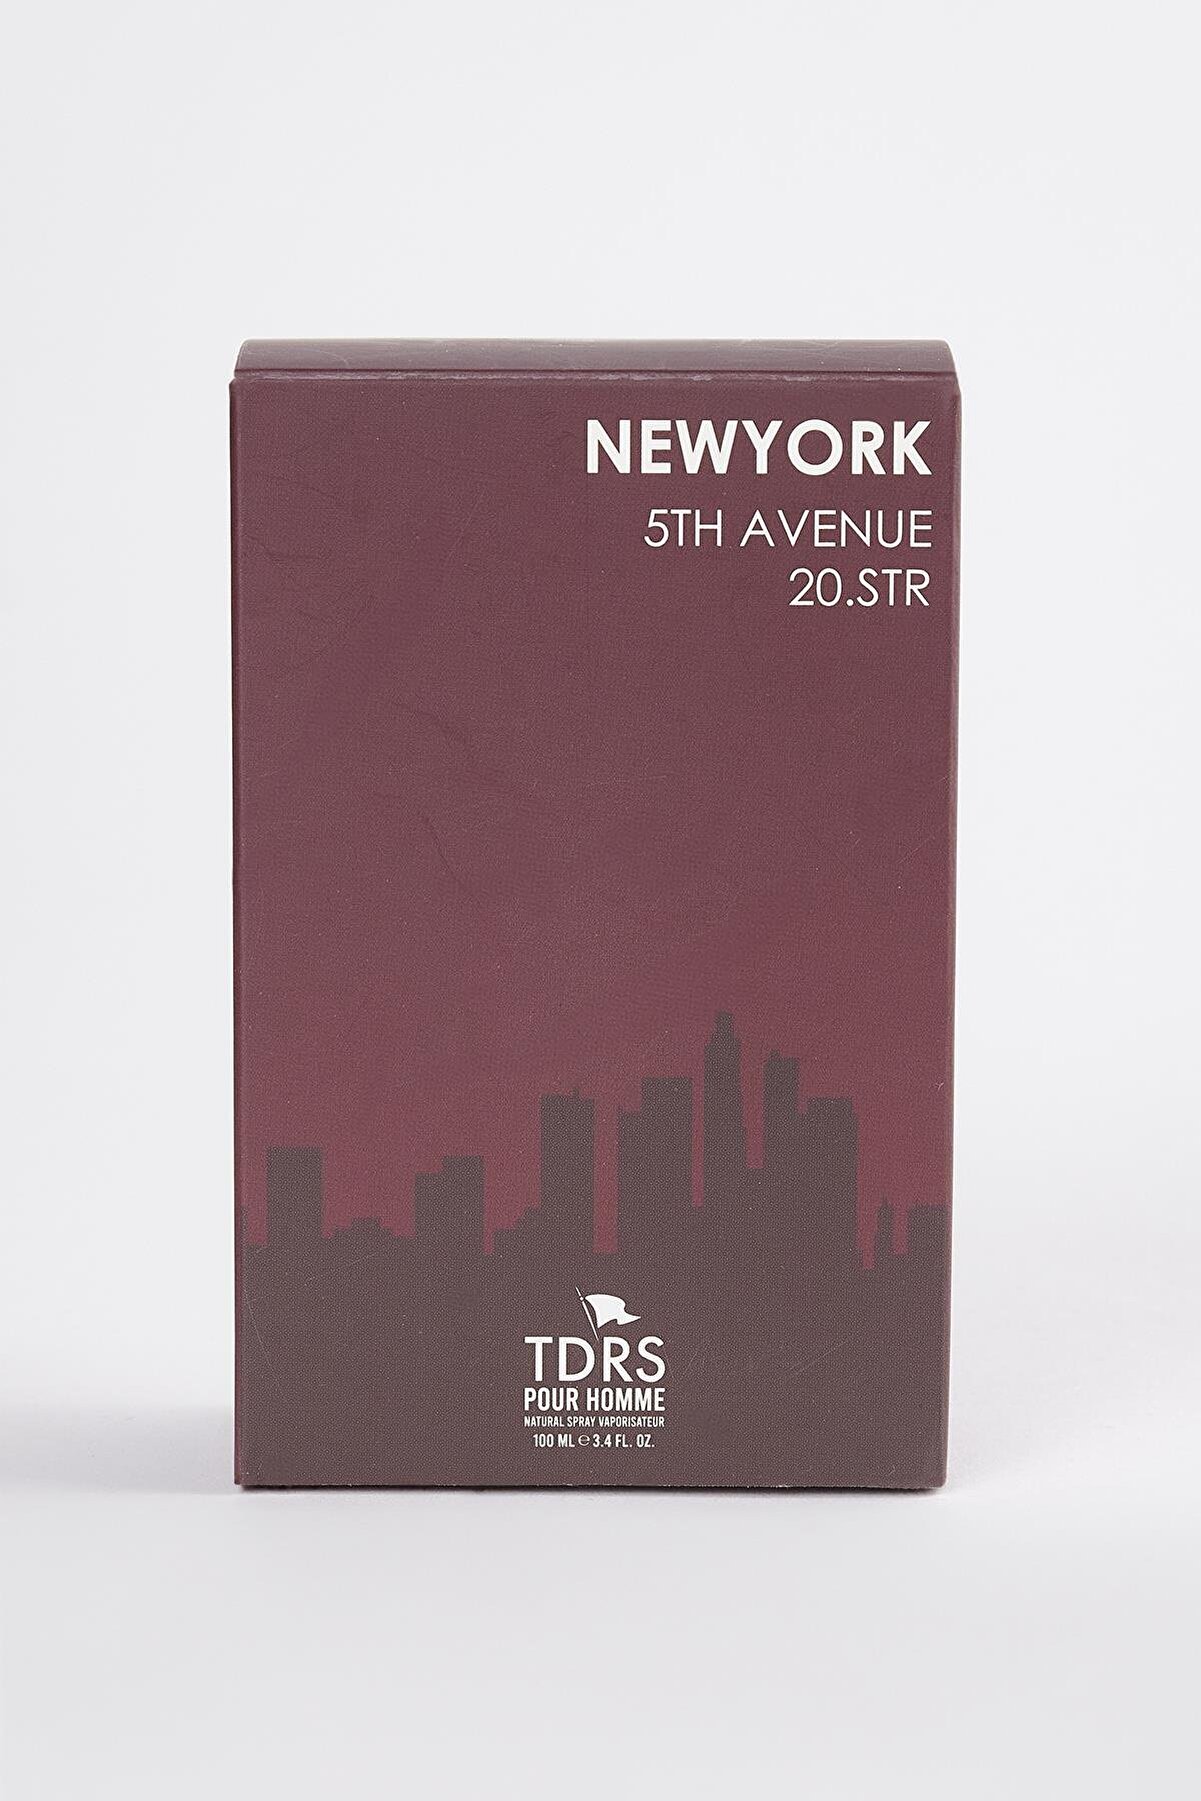 NEWYORK
5TH AVENUE
20.STR
TDRS
POUR HOMME
NATURAL SPRAY VAPORISATEUR
100 ML ℮ 3.4 FL. OZ.